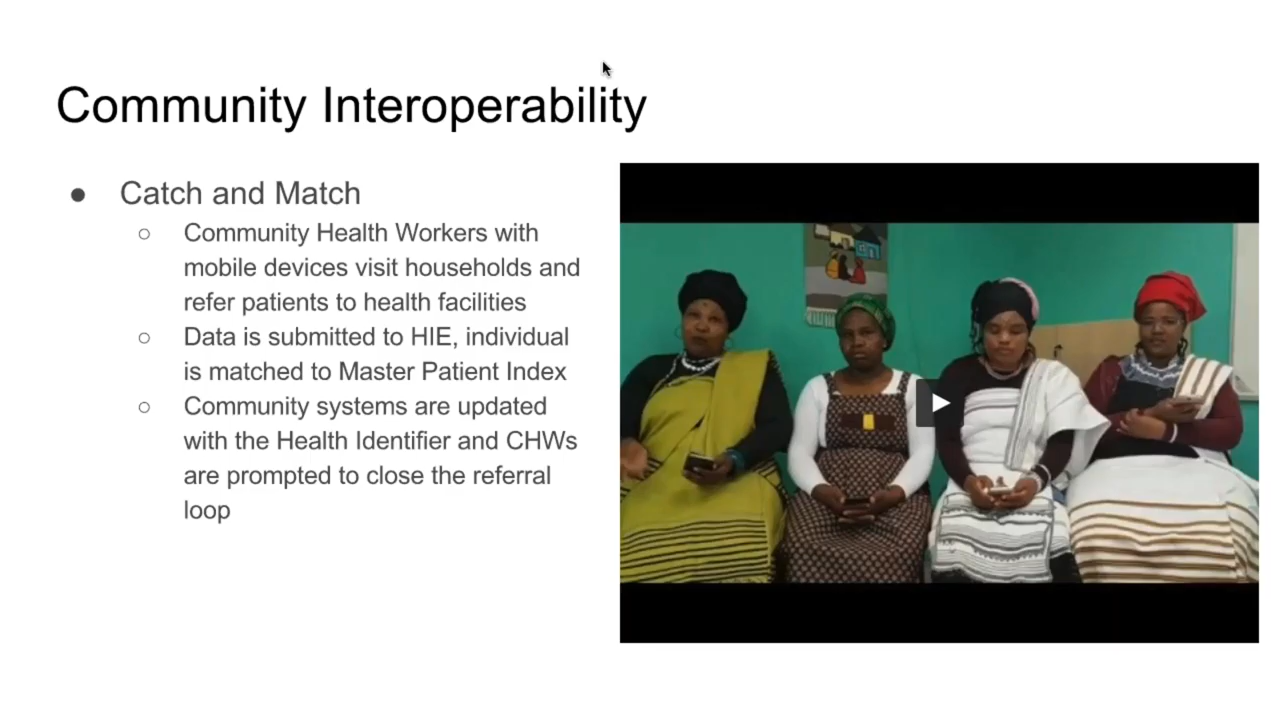 Community Interoperability
● Catch and Match
○ Community Health Workers with
mobile devices visit households and
refer patients to health facilities
○ Data is submitted to HIE, individual
is matched to Master Patient Index
○ Community systems are updated
with the Health Identifier and CHWs
are prompted to close the referral
loop